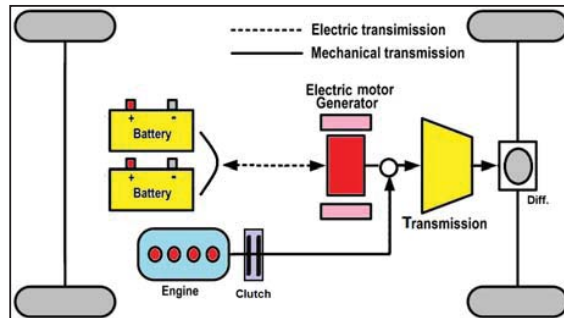 Electric transimission
Mechanical transmission
Electric motor
Generator
+ -
Battery
+ -
Battery
Transmission
Diff.
Engine
Clutch